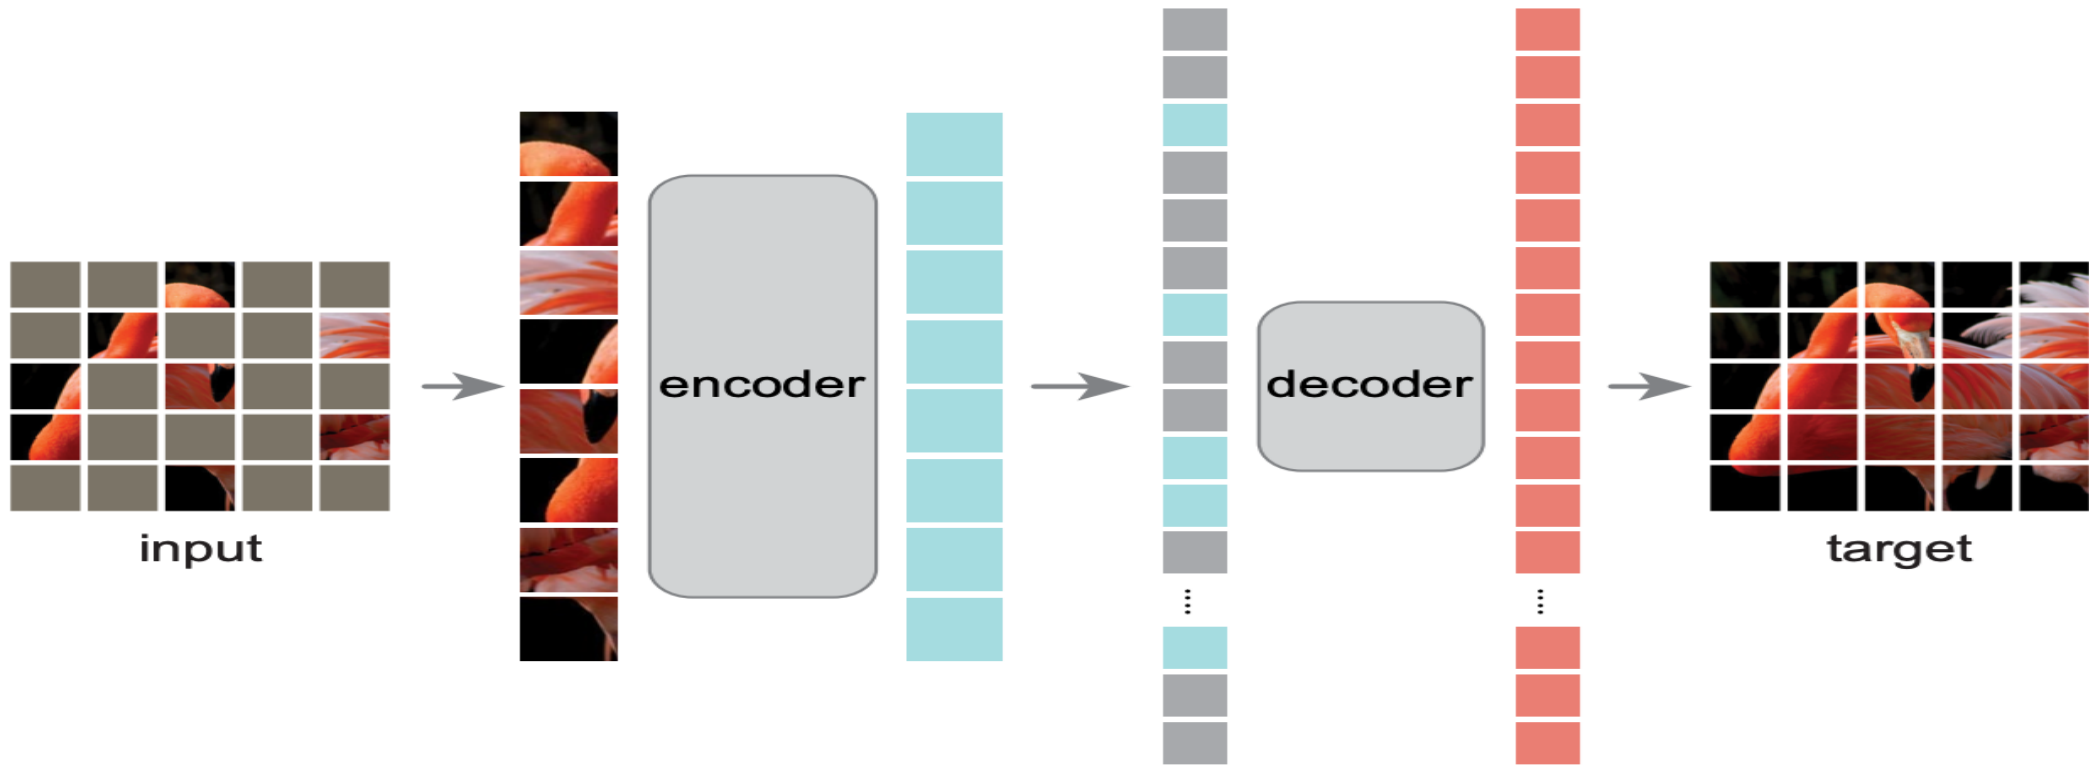 input
encoder
decoder
target